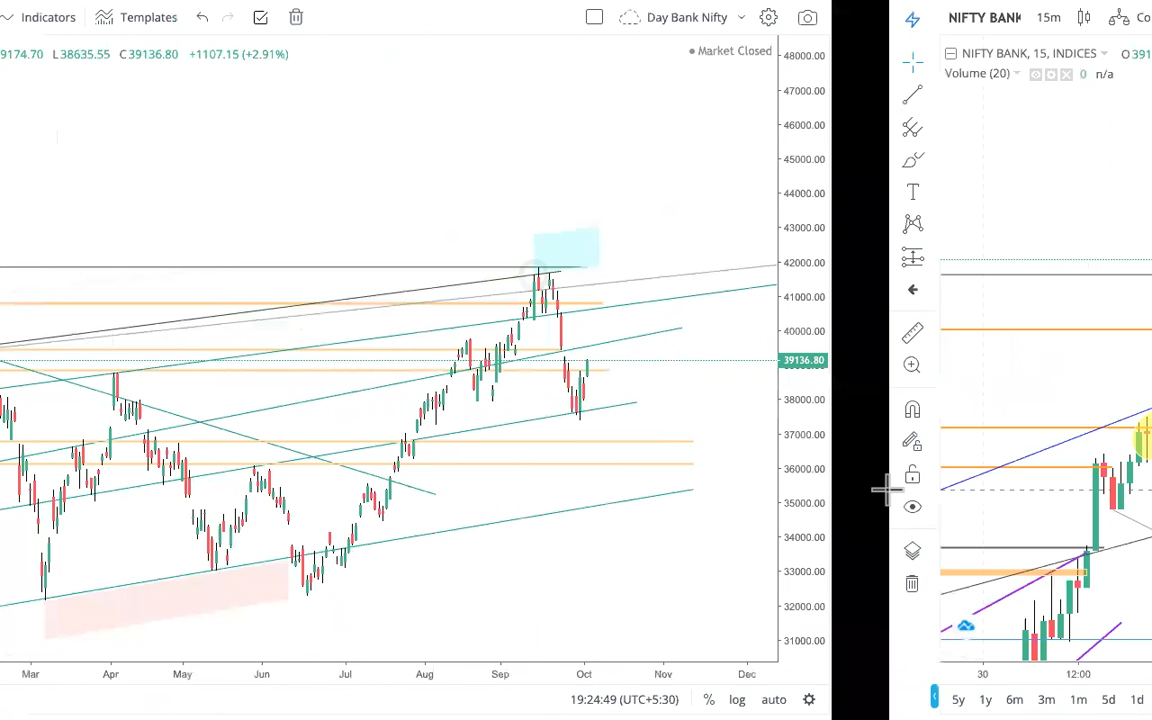 Indicators Templates Day Bank Nifty
9174.70 L38635.55 C39136.80 +1107.15 (+2.91%)
Market Closed
48000.00
47000.00
46000.00
45000.00
44000.00
43000.00
42000.00
41000.00
40000.00
39136.80
38000.00
37000.00
36000.00
35000.00
34000.00
33000.00
32000.00
31000.00
Mar Apr May Jun Jul Aug Sep Oct Nov Dec
19:24:49 (UTC+5:30) % log auto
NIFTY BANK 15m Co
NIFTY BANK, 15, INDICES O391
Volume (20) 0 n/a
T
30 12:00
5y 1y 6m 3m 1m 5d 1d